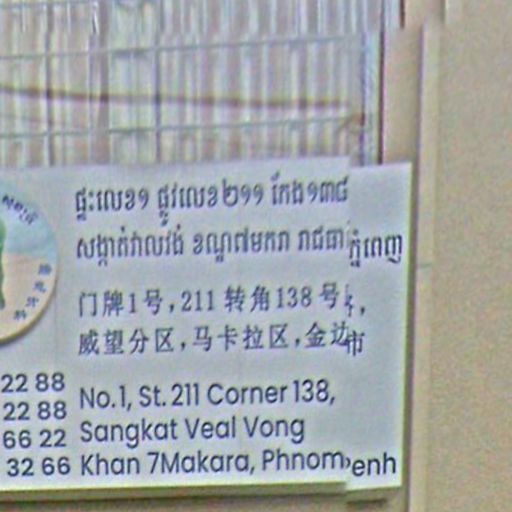 ផ្ទះលេខ១ ផ្លូវលេខ២១១ កែង១៣៨
សង្កាត់វាលវង់ ខណ្ឌ៧មករា រាជធានីភ្នំពេញ
门牌1号，211 转角138 号
威望分区，马卡拉区，金边市
22 88
22 88
66 22
32 66
No.1, St. 211 Corner 138,
Sangkat Veal Vong
Khan 7Makara, Phnom Penh